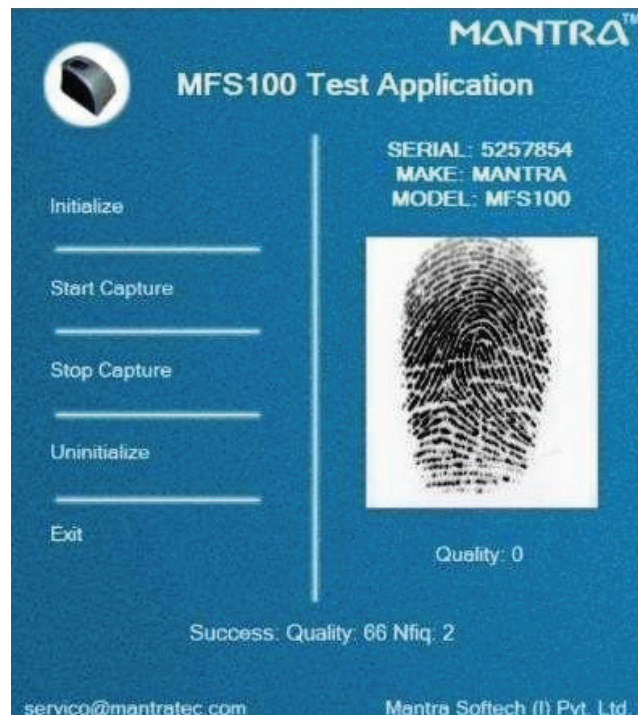 MANTRA™
MFS100 Test Application
SERIAL: 5257854
MAKE: MANTRA
MODEL: MFS100
Initialize
Start Capture
Stop Capture
Uninitialize
Exit
Quality: 0
Success: Quality: 66 Nfiq: 2
servico@mantratec.com
Mantra Softech (I) Pvt. Ltd.